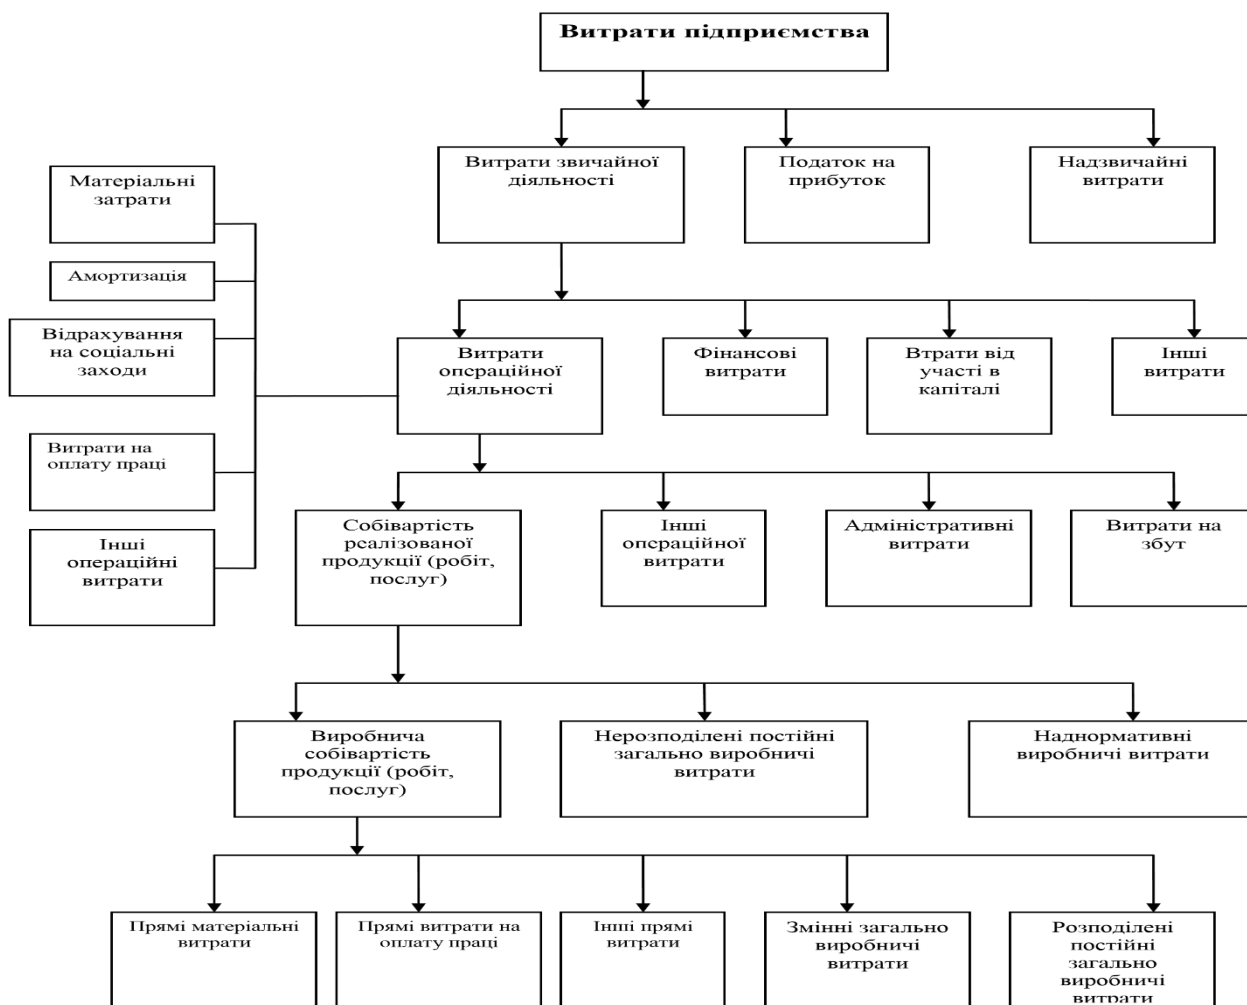 Витрати підприємства
Витрати звичайної
діяльності
Податок на
прибуток
Надзвичайні
витрати
Матеріальні
затрати
Амортизація
Відрахування
на соціальні
заходи
Витрати на
оплату праці
Інші
операційні
витрати
Витрати
операційної
діяльності
Фінансові
витрати
Втрати від
участі в
капіталі
Інші
витрати
Собівартість
реалізованої
продукції (робіт,
послуг)
Інші
операційної
витрати
Адміністративні
витрати
Витрати на
збут
Виробнича
собівартість
продукції (робіт,
послуг)
Нерозподілені постійні
загально виробничі
витрати
Наднормативні
виробничі витрати
Прямі матеріальні
витрати
Прямі витрати на
оплату праці
Інші прямі
витрати
Змінні загально
виробничі
витрати
Розподілені
постійні
загально
виробничі
витрати